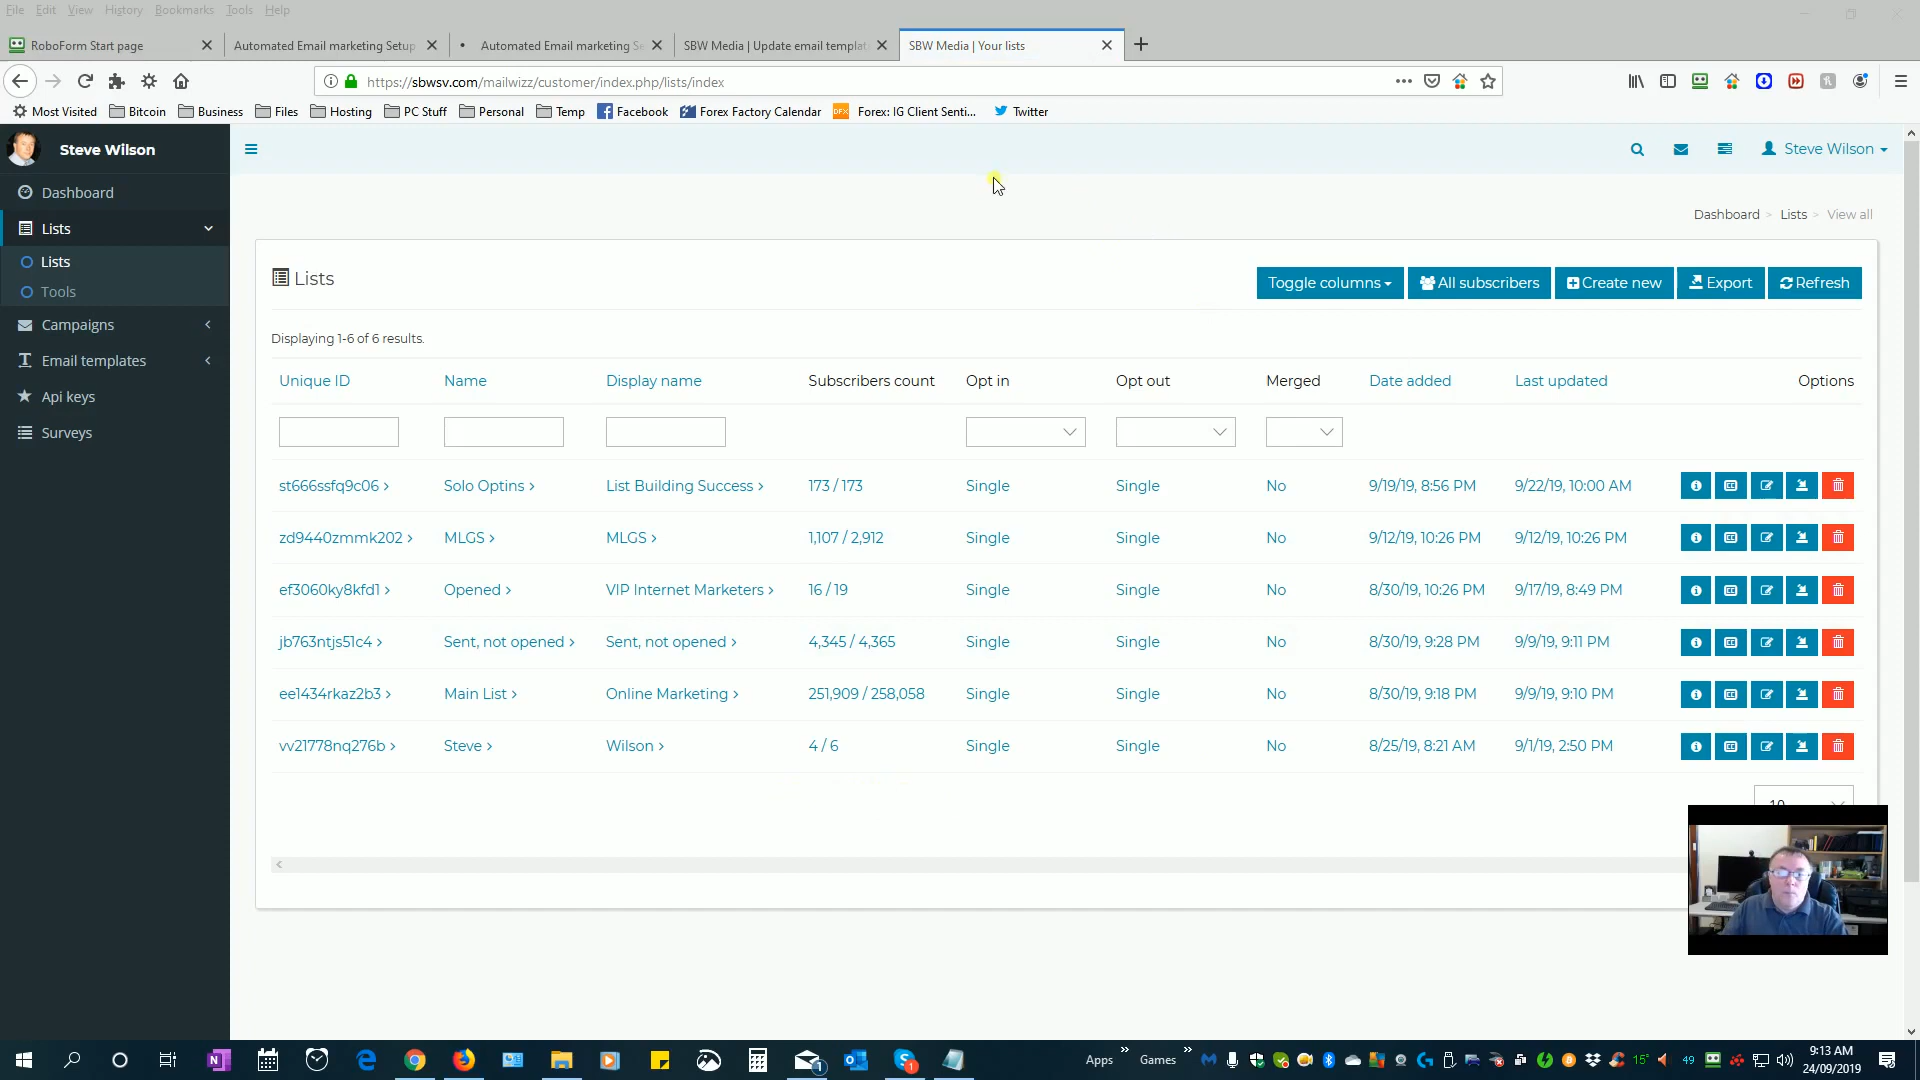 File Edit View History Bookmarks Tools Help
RoboForm Start page
Automated Email marketing Setup
Automated Email marketing Se
SBW Media | Update email templat
SBW Media | Your lists
https://sbwsv.com/mailwizz/customer/index.php/lists/index
Most Visited Bitcoin Business Files Hosting PC Stuff Personal Temp Facebook Forex Factory Calendar DFX Forex: IG Client Senti... Twitter
Steve Wilson
Steve Wilson
Dashboard
Lists
Lists
Tools
Campaigns
Email templates
Api keys
Surveys
Dashboard > Lists > View all
Lists
Toggle columns All subscribers Create new Export Refresh
Displaying 1-6 of 6 results.
Unique ID Name Display name Subscribers count Opt in Opt out Merged Date added Last updated Options
st666ssfq9c06 > Solo Optins > List Building Success > 173 / 173 Single Single No 9/19/19, 8:56 PM 9/22/19, 10:00 AM
zd9440zmmk202 > MLGS > MLGS > 1,107 / 2,912 Single Single No 9/12/19, 10:26 PM 9/12/19, 10:26 PM
ef3060ky8kfd1 > Opened > VIP Internet Marketers > 16 / 19 Single Single No 8/30/19, 10:26 PM 9/17/19, 8:49 PM
jb763ntjs51c4 > Sent, not opened > Sent, not opened > 4,345 / 4,365 Single Single No 8/30/19, 9:28 PM 9/9/19, 9:11 PM
ee1434rkaz2b3 > Main List > Online Marketing > 251,909 / 258,058 Single Single No 8/30/19, 9:18 PM 9/9/19, 9:10 PM
vv21778nq276b > Steve > Wilson > 4 / 6 Single Single No 8/25/19, 8:21 AM 9/1/19, 2:50 PM
10
Apps » Games » 15° 49
9:13 AM
24/09/2019